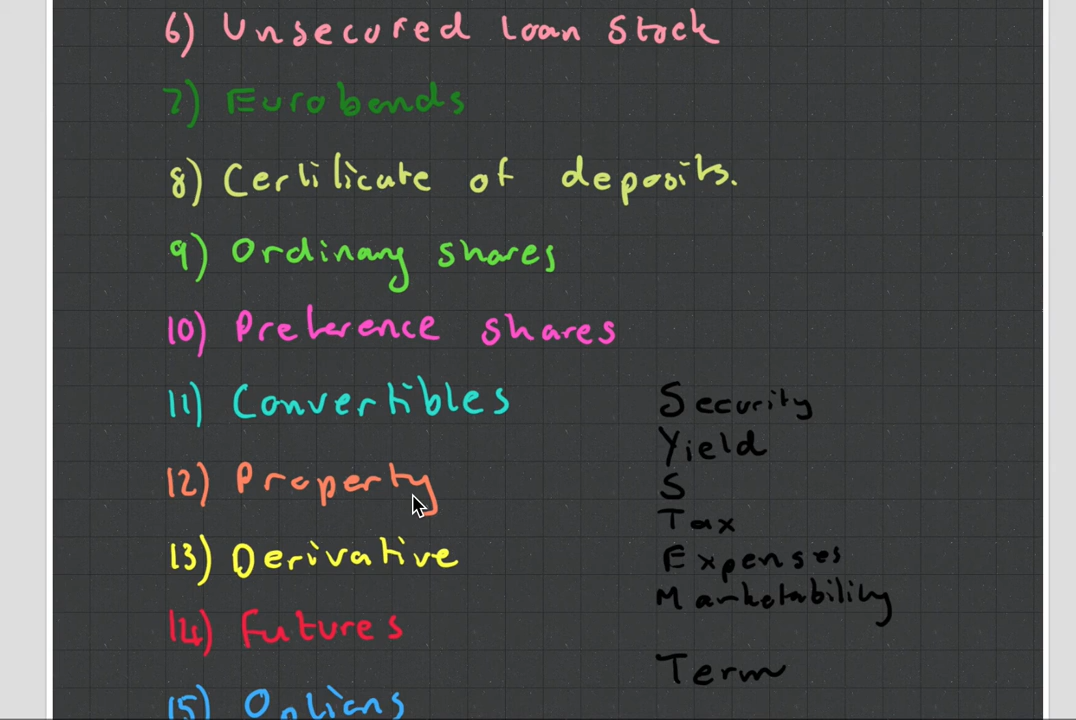 6) Unsecured loan Stock
7) Eurobonds
8) Certificate of deposits.
9) Ordinary shares
10) Preference shares
11) Convertibles
12) Property
13) Derivative
14) Futures
15) Options
Security
Yield
S
Tax
Expenses
Marketability
Term